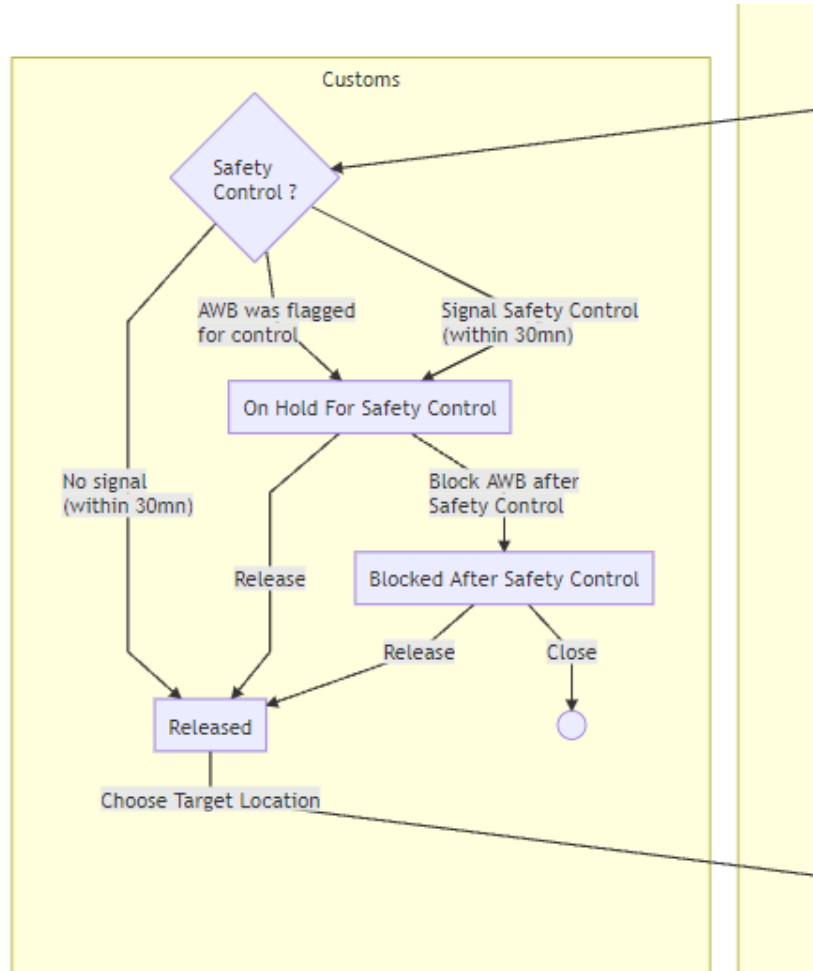 Customs
Safety
Control ?
AWB was flagged
for control
Signal Safety Control
(within 30mn)
On Hold For Safety Control
No signal
(within 30mn)
Block AWB after
Safety Control
Release
Blocked After Safety Control
Release
Close
Released
Choose Target Location